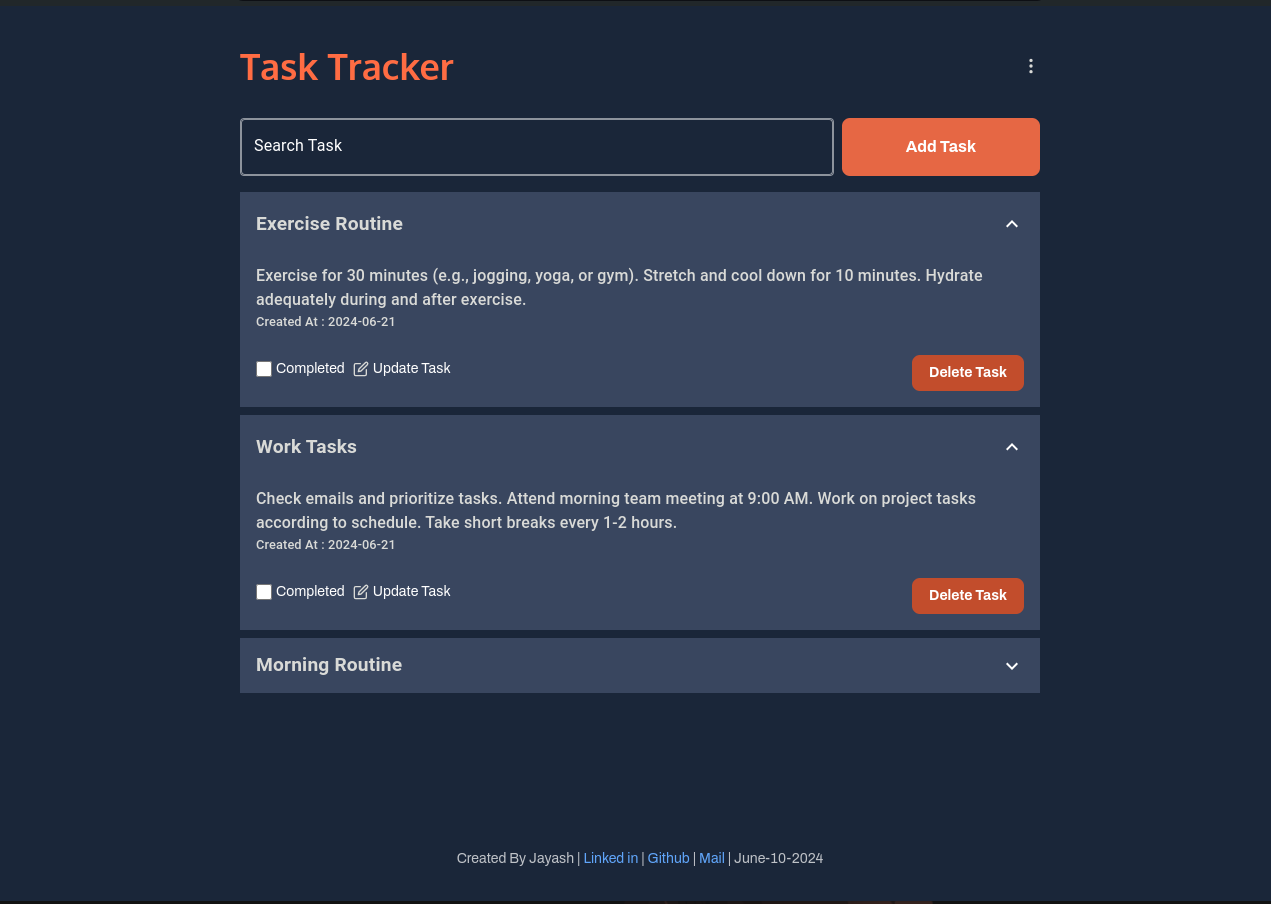 Task Tracker
Search Task
Add Task
Exercise Routine
Exercise for 30 minutes (e.g., jogging, yoga, or gym). Stretch and cool down for 10 minutes. Hydrate
adequately during and after exercise.
Created At : 2024-06-21
Completed Update Task
Delete Task
Work Tasks
Check emails and prioritize tasks. Attend morning team meeting at 9:00 AM. Work on project tasks
according to schedule. Take short breaks every 1-2 hours.
Created At : 2024-06-21
Completed Update Task
Delete Task
Morning Routine
Created By Jayash | Linked in | Github | Mail | June-10-2024